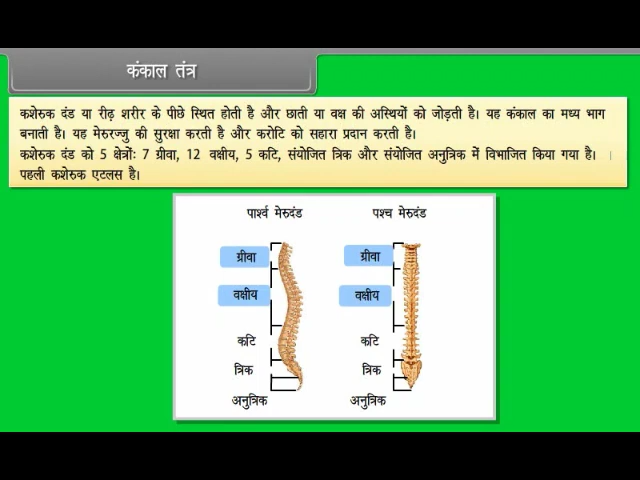 कंकाल तंत्र
कशेरुक दंड या रीढ़ शरीर के पीछे स्थित होती है और छाती या वक्ष की अस्थियों को जोड़ती है। यह कंकाल का मध्य भाग
बनाती है। यह मेरुरज्जु की सुरक्षा करती है और करोटि को सहारा प्रदान करती है।
कशेरुक दंड को 5 क्षेत्रों: 7 ग्रीवा, 12 वक्षीय, 5 कटि, संयोजित त्रिक और संयोजित अनुत्रिक में विभाजित किया गया है। ।
पहली कशेरुक एटलस है।
पार्श्व मेरुदंड पश्च मेरुदंड
ग्रीवा ग्रीवा
वक्षीय वक्षीय
कटि कटि
त्रिक त्रिक
अनुत्रिक अनुत्रिक